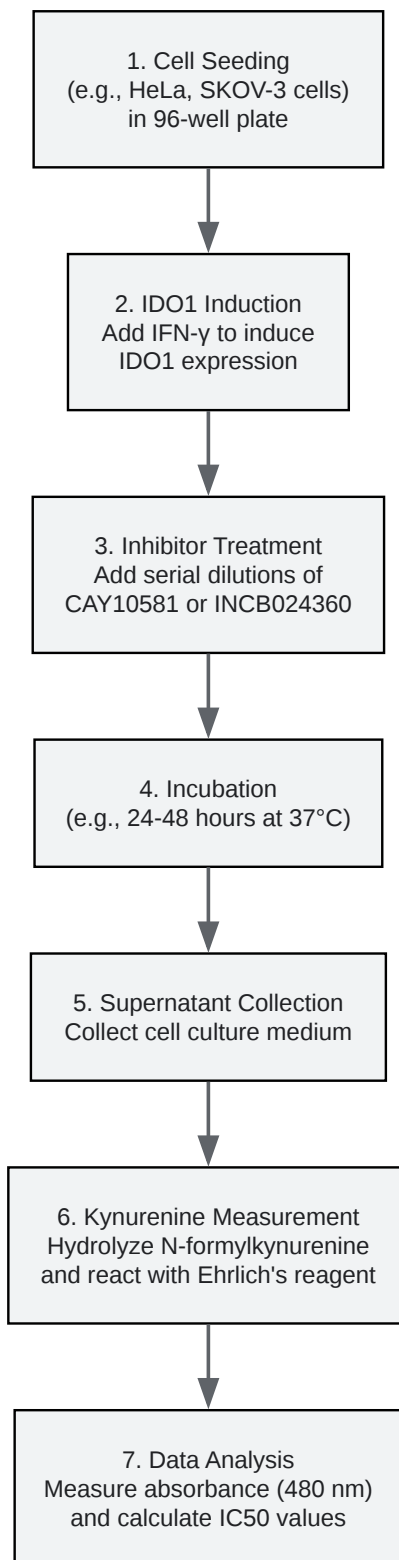 1. Cell Seeding
(e.g., HeLa, SKOV-3 cells)
in 96-well plate
2. IDO1 Induction
Add IFN-γ to induce
IDO1 expression
3. Inhibitor Treatment
Add serial dilutions of
CAY10581 or INCB024360
4. Incubation
(e.g., 24-48 hours at 37°C)
5. Supernatant Collection
Collect cell culture medium
6. Kynurenine Measurement
Hydrolyze N-formylkynurenine
and react with Ehrlich's reagent
7. Data Analysis
Measure absorbance (480 nm)
and calculate IC50 values